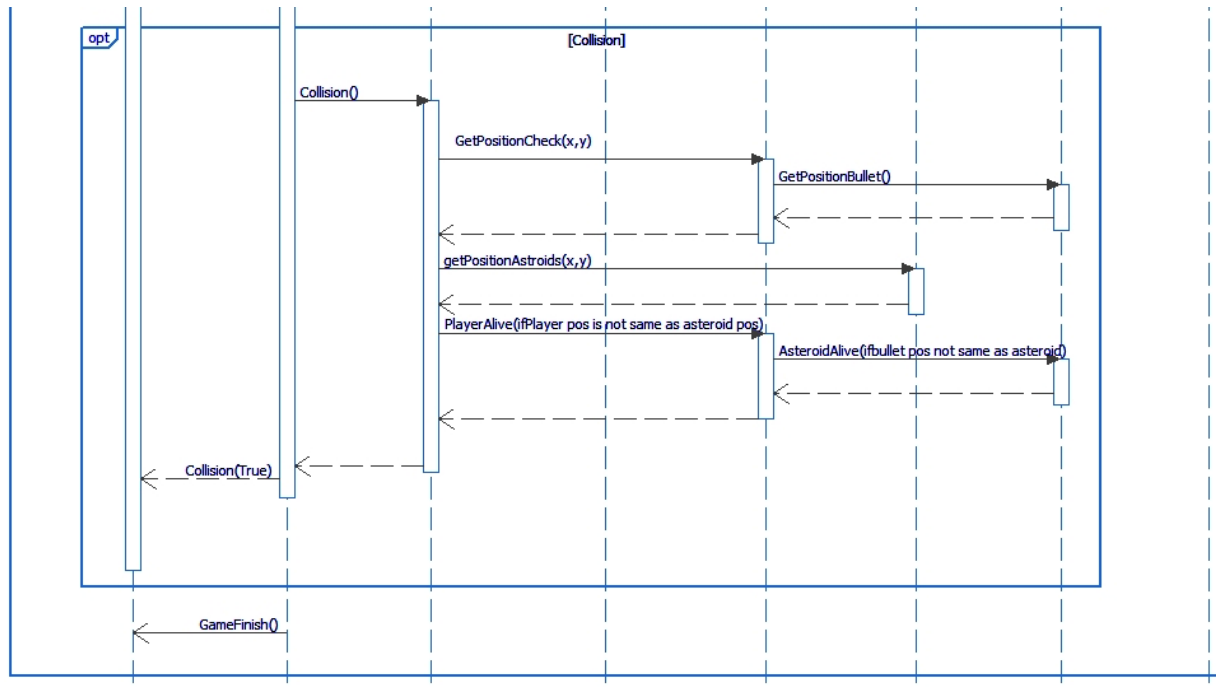 opt
[Collision]
Collision()
GetPositionCheck(x,y)
GetPositionBullet()
getPositionAstroids(x,y)
PlayerAlive(ifPlayer pos is not same as asteroid pos)
AsteroidAlive(ifbullet pos not same as asteroid)
Collision(True)
GameFinish()